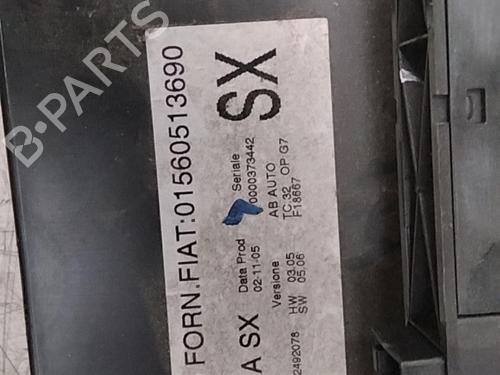 FORN.FIAT:01560513690
A SX
Data Prod
02-11-05
Seriale
0000373442
SX
Versione
HW 03.05
SW 05.06
AB AUTO
TC.32 OP.G7
F18667
2492078
B-PARTS